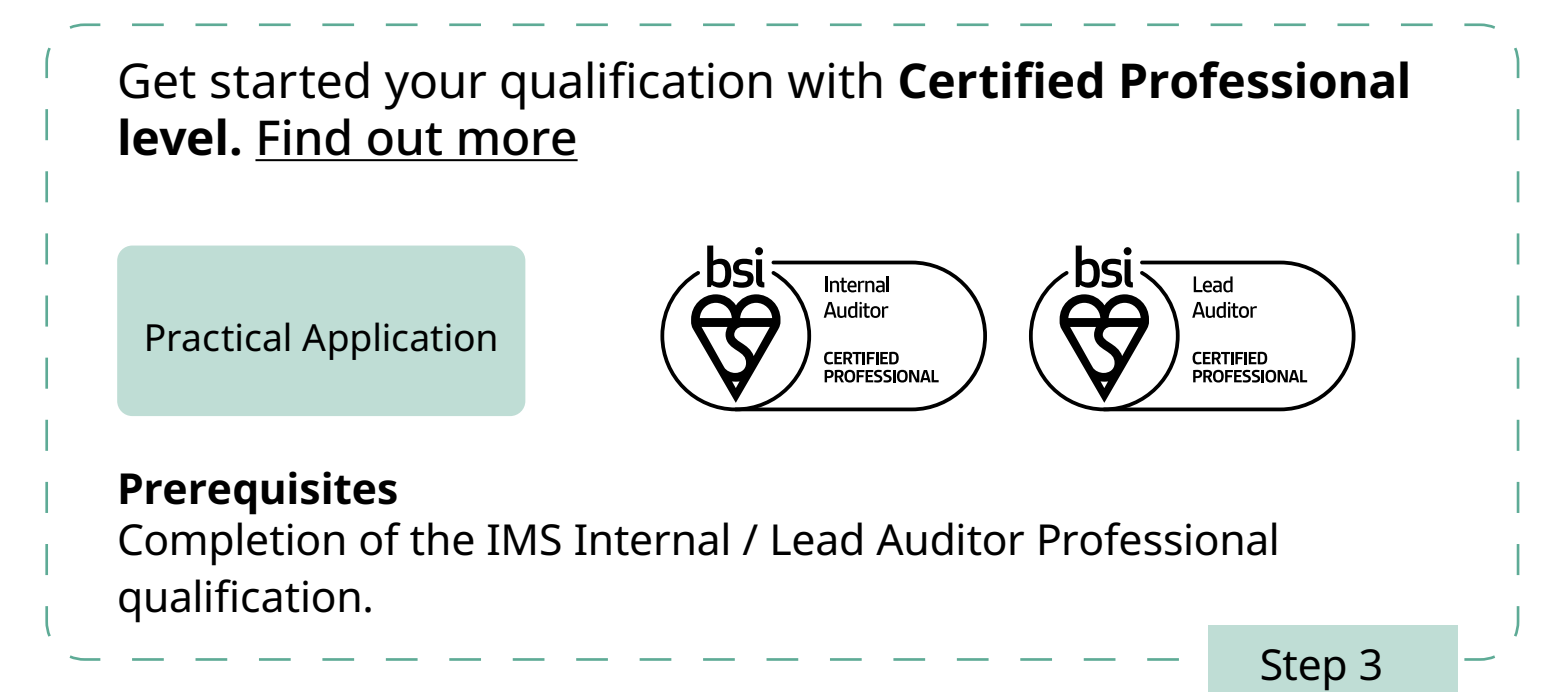 Get started your qualification with Certified Professional
level. Find out more
Practical Application
bsi
Internal
Auditor
CERTIFIED
PROFESSIONAL
bsi
Lead
Auditor
CERTIFIED
PROFESSIONAL
Prerequisites
Completion of the IMS Internal / Lead Auditor Professional
qualification.
Step 3